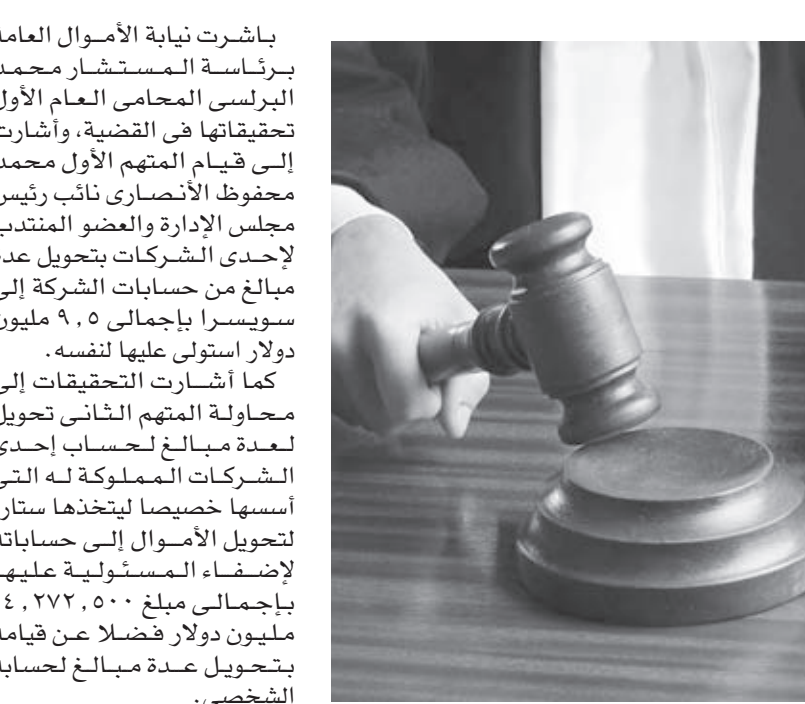 باشرت نيابة الأموال العامة
برئاسة المستشار محمد
البرلسى المحامى العام الأول
تحقيقاتها فى القضية، وأشارت
إلى قيام المتهم الأول محمد
محفوظ الأنصارى نائب رئيس
مجلس الإدارة والعضو المنتدب
لإحدى الشركات بتحويل عدة
مبالغ من حسابات الشركة إلى
سويسرا بإجمالى ٩,٥ مليون
دولار استولى عليها لنفسه.
كما أشارت التحقيقات إلى
محاولة المتهم الثانى تحويل
لعدة مبالغ لحساب إحدى
الشركات المملوكة له التى
أسسها خصيصا ليتخذها ستار
لتحويل الأموال إلى حساباته
لإضفاء المسئولية عليها
بإجمالى مبلغ ٤,٢٧٢,٥٠٠
مليون دولار فضلا عن قيامه
بتحويل عدة مبالغ لحسابه
الشخصى.